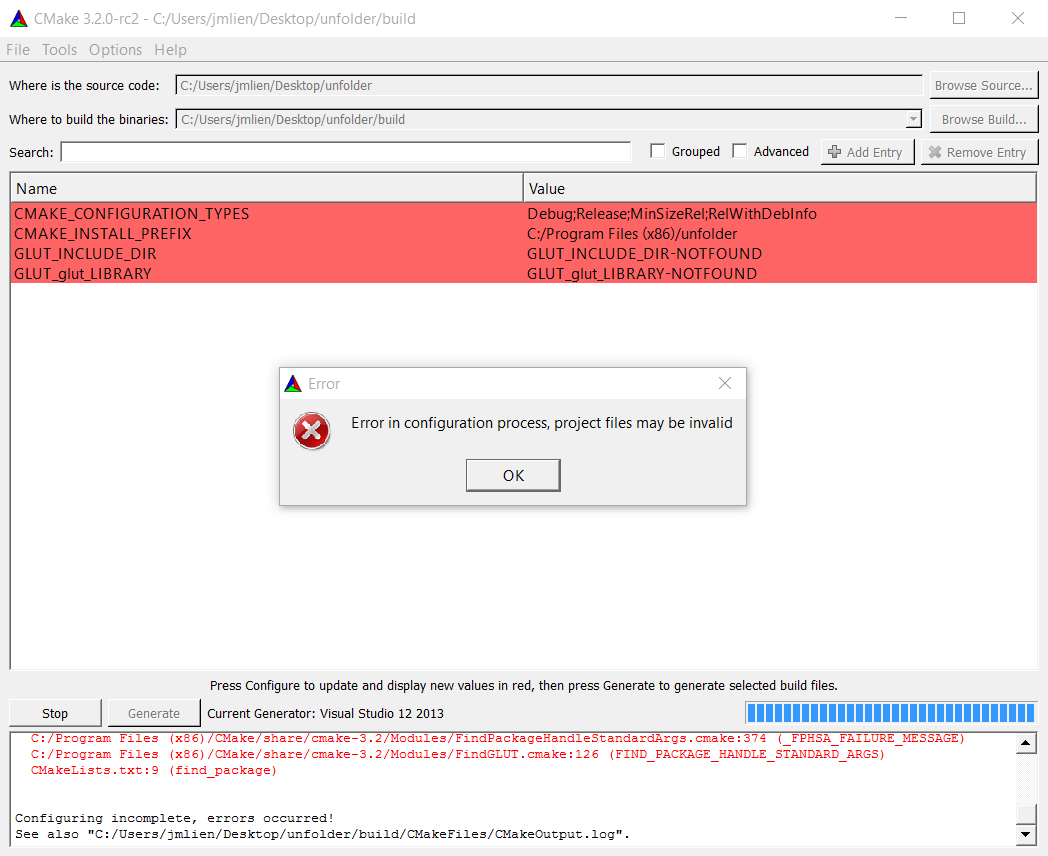 CMake 3.2.0-rc2 - C:/Users/jmlien/Desktop/unfolder/build
File Tools Options Help
Where is the source code: C:/Users/jmlien/Desktop/unfolder Browse Source...
Where to build the binaries: C:/Users/jmlien/Desktop/unfolder/build Browse Build...
Search: Grouped Advanced Add Entry Remove Entry
Name Value
CMAKE_CONFIGURATION_TYPES Debug;Release;MinSizeRel;RelWithDebInfo
CMAKE_INSTALL_PREFIX C:/Program Files (x86)/unfolder
GLUT_INCLUDE_DIR GLUT_INCLUDE_DIR-NOTFOUND
GLUT_glut_LIBRARY GLUT_glut_LIBRARY-NOTFOUND
Error
Error in configuration process, project files may be invalid
OK
Press Configure to update and display new values in red, then press Generate to generate selected build files.
Stop Generate Current Generator: Visual Studio 12 2013
C:/Program Files (x86)/CMake/share/cmake-3.2/Modules/FindPackageHandleStandardArgs.cmake:374 (_FPHSA_FAILURE_MESSAGE)
C:/Program Files (x86)/CMake/share/cmake-3.2/Modules/FindGLUT.cmake:126 (FIND_PACKAGE_HANDLE_STANDARD_ARGS)
CMakeLists.txt:9 (find_package)
Configuring incomplete, errors occurred!
See also "C:/Users/jmlien/Desktop/unfolder/build/CMakeFiles/CMakeOutput.log".